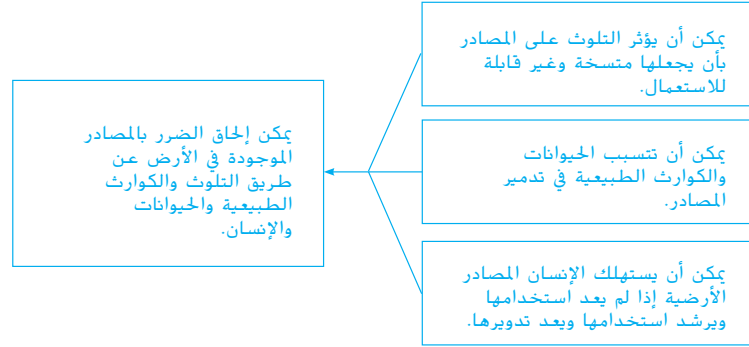 يمكن أن يؤثر التلوث على المصادر
بأن يجعلها متسخة وغير قابلة
للاستعمال.
يمكن أن تتسبب الحيوانات
والكوارث الطبيعية في تدمير
المصادر.
يمكن أن يستهلك الإنسان المصادر
الأرضية إذا لم يعد استخدامها
ويرشد استخدامها ويعد تدويرها.
يمكن إلحاق الضرر بالمصادر
الموجودة في الأرض عن
طريق التلوث والكوارث
الطبيعية والحيوانات
والإنسان.